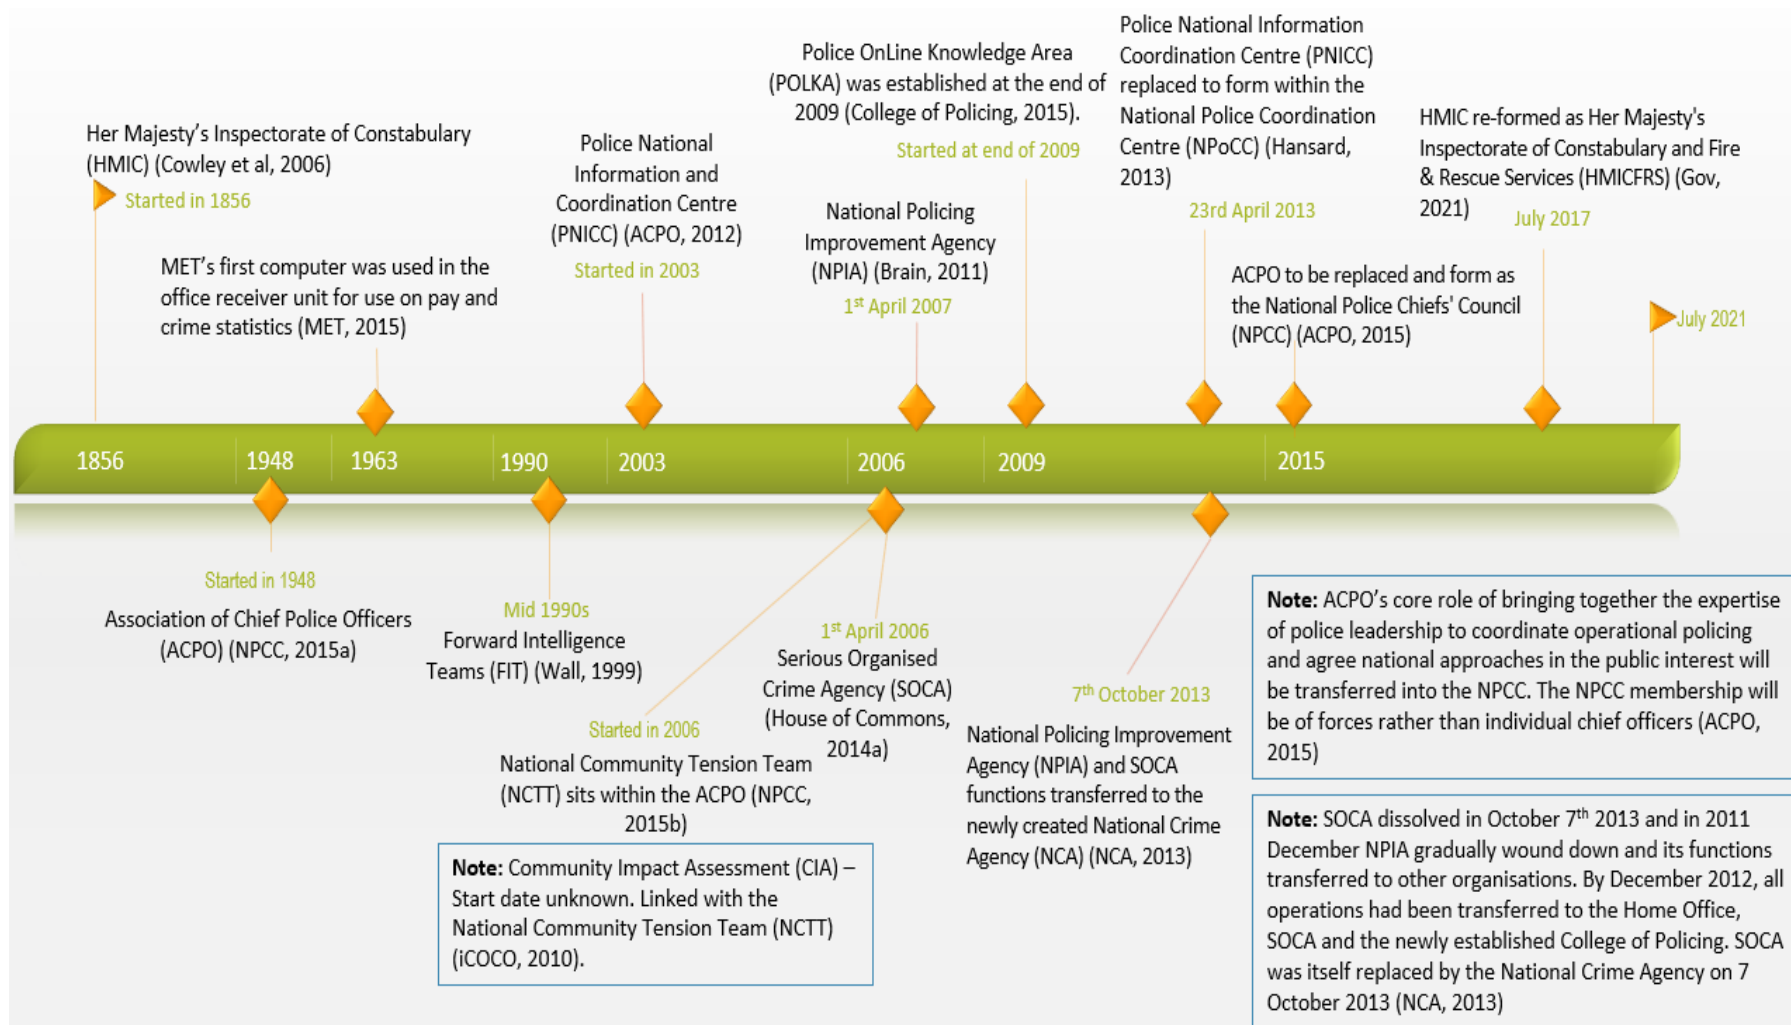 Her Majesty's Inspectorate of Constabulary
(HMIC) (Cowley et al, 2006)
Started in 1856
MET's first computer was used in the
office receiver unit for use on pay and
crime statistics (MET, 2015)
Police National
Information and
Coordination Centre
(PNICC) (ACPO, 2012)
Started in 2003
Police OnLine Knowledge Area
(POLKA) was established at the end of
2009 (College of Policing, 2015).
Started at end of 2009
National Policing
Improvement Agency
(NPIA) (Brain, 2011)
1st April 2007
Police National Information
Coordination Centre (PNICC)
replaced to form within the
National Police Coordination
Centre (NPoCC) (Hansard,
2013)
23rd April 2013
ACPO to be replaced and form as
the National Police Chiefs' Council
(NPCC) (ACPO, 2015)
HMIC re-formed as Her Majesty's
Inspectorate of Constabulary and Fire
& Rescue Services (HMICFRS) (Gov,
2021)
July 2017
July 2021
1856
1948
1963
1990
2003
2006
2009
2015
Started in 1948
Association of Chief Police Officers
(ACPO) (NPCC, 2015a)
Mid 1990s
Forward Intelligence
Teams (FIT) (Wall, 1999)
Started in 2006
National Community Tension Team
(NCTT) sits within the ACPO (NPCC,
2015b)
Note: Community Impact Assessment (CIA) –
Start date unknown. Linked with the
National Community Tension Team (NCTT)
(iCOCO, 2010).
1st April 2006
Serious Organised
Crime Agency (SOCA)
(House of Commons,
2014a)
7th October 2013
National Policing Improvement
Agency (NPIA) and SOCA
functions transferred to the
newly created National Crime
Agency (NCA) (NCA, 2013)
Note: ACPO's core role of bringing together the expertise
of police leadership to coordinate operational policing
and agree national approaches in the public interest will
be transferred into the NPCC. The NPCC membership will
be of forces rather than individual chief officers (ACPO,
2015)
Note: SOCA dissolved in October 7th 2013 and in 2011
December NPIA gradually wound down and its functions
transferred to other organisations. By December 2012, all
operations had been transferred to the Home Office,
SOCA and the newly established College of Policing. SOCA
was itself replaced by the National Crime Agency on 7
October 2013 (NCA, 2013)